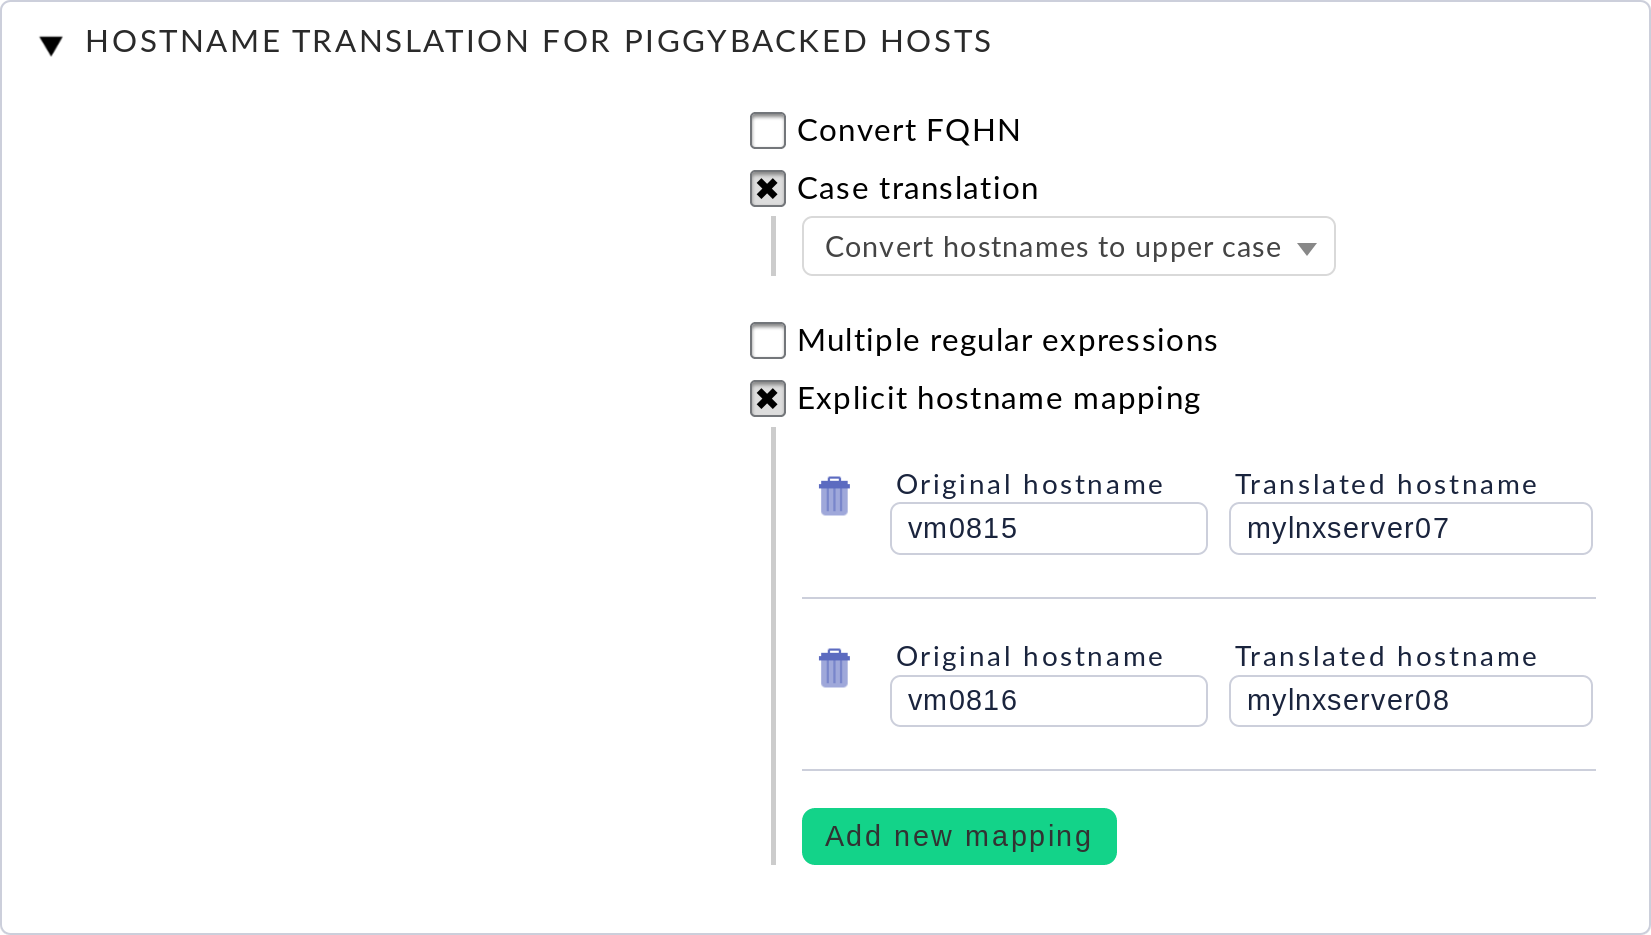 HOSTNAME TRANSLATION FOR PIGGYBACKED HOSTS
Convert FQHN
Case translation
Convert hostnames to upper case
Multiple regular expressions
Explicit hostname mapping
Original hostname Translated hostname
vm0815 mylnxserver07
Original hostname Translated hostname
vm0816 mylnxserver08
Add new mapping